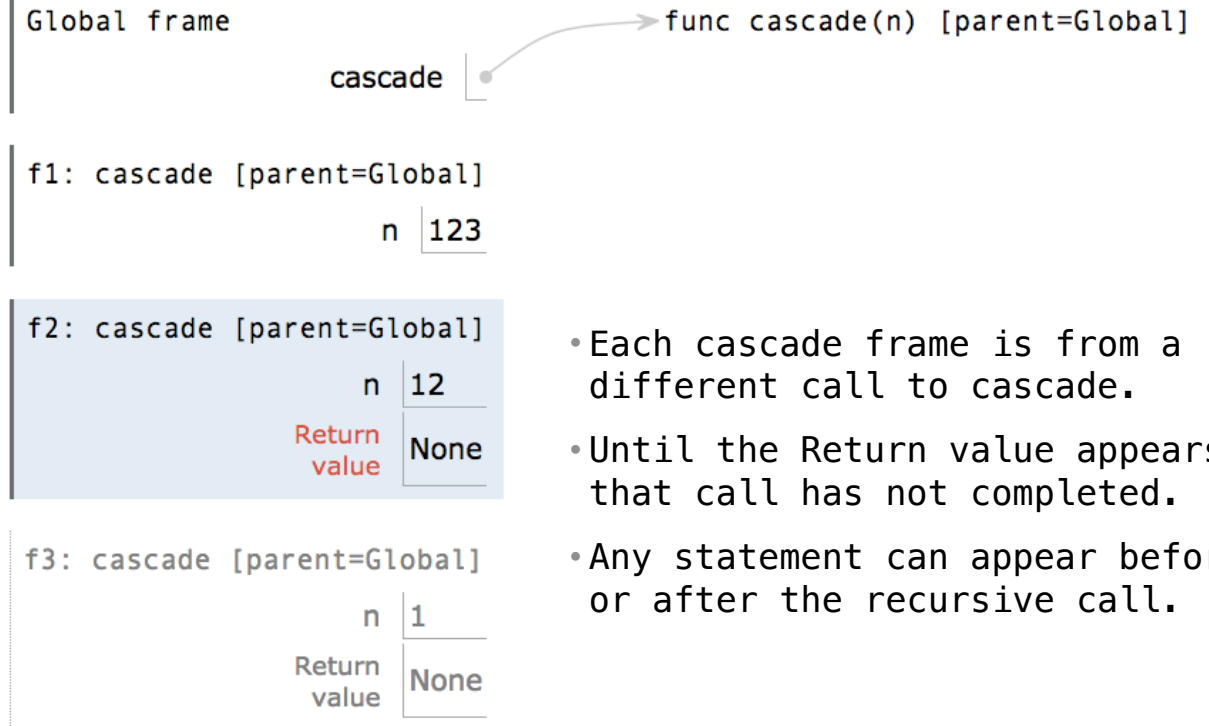 Global frame
func cascade(n) [parent=Global]
cascade
f1: cascade [parent=Global]
n 123
f2: cascade [parent=Global]
n 12
Return
value
None
f3: cascade [parent=Global]
n 1
Return
value
None
•Each cascade frame is from a
different call to cascade.
•Until the Return value appears
that call has not completed.
•Any statement can appear befo
or after the recursive call.